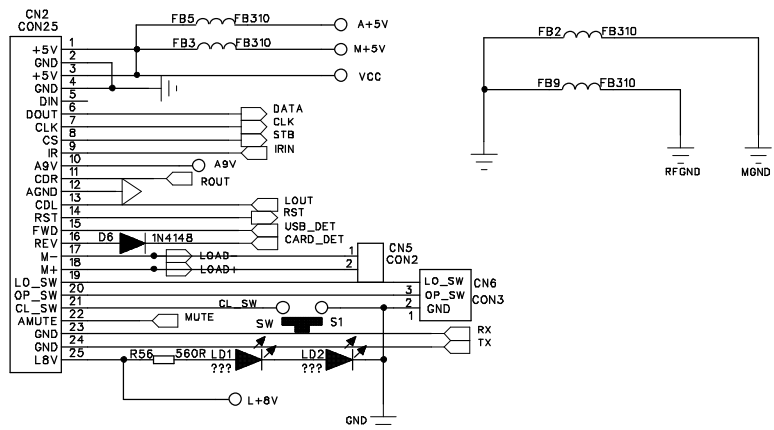 CN2
CON25
FB5 FB310 A+5V
FB3 FB310 M+5V
VCC
+5V 1
GND 2
+5V 3
GND 4
DIN 5
DOUT 6 DATA
CLK 7 CLK
CS 8 STB
IR 9 IRIN
A9V 10 A9V
CDR 11 ROUT
AGND 12
CDL 13 LOUT
RST 14 RST
FWD 15 USB_DET
REV 16 D6 1N4148 CARD_DET
M- 17 LOAD- 1
M+ 18 LOAD+ 2
CN5
CON2
LO_SW 19
OP_SW 20
CL_SW 21 CL_SW
AMUTE 22 MUTE
GND 23 RX
GND 24 TX
L8V 25
SW S1
LO_SW
3 OP_SW
2 GND
1
CN6
CON3
R56 560R LD1 LD2
??? ???
L+8V
GND
FB2 FB310
FB9 FB310
RFGND MGND